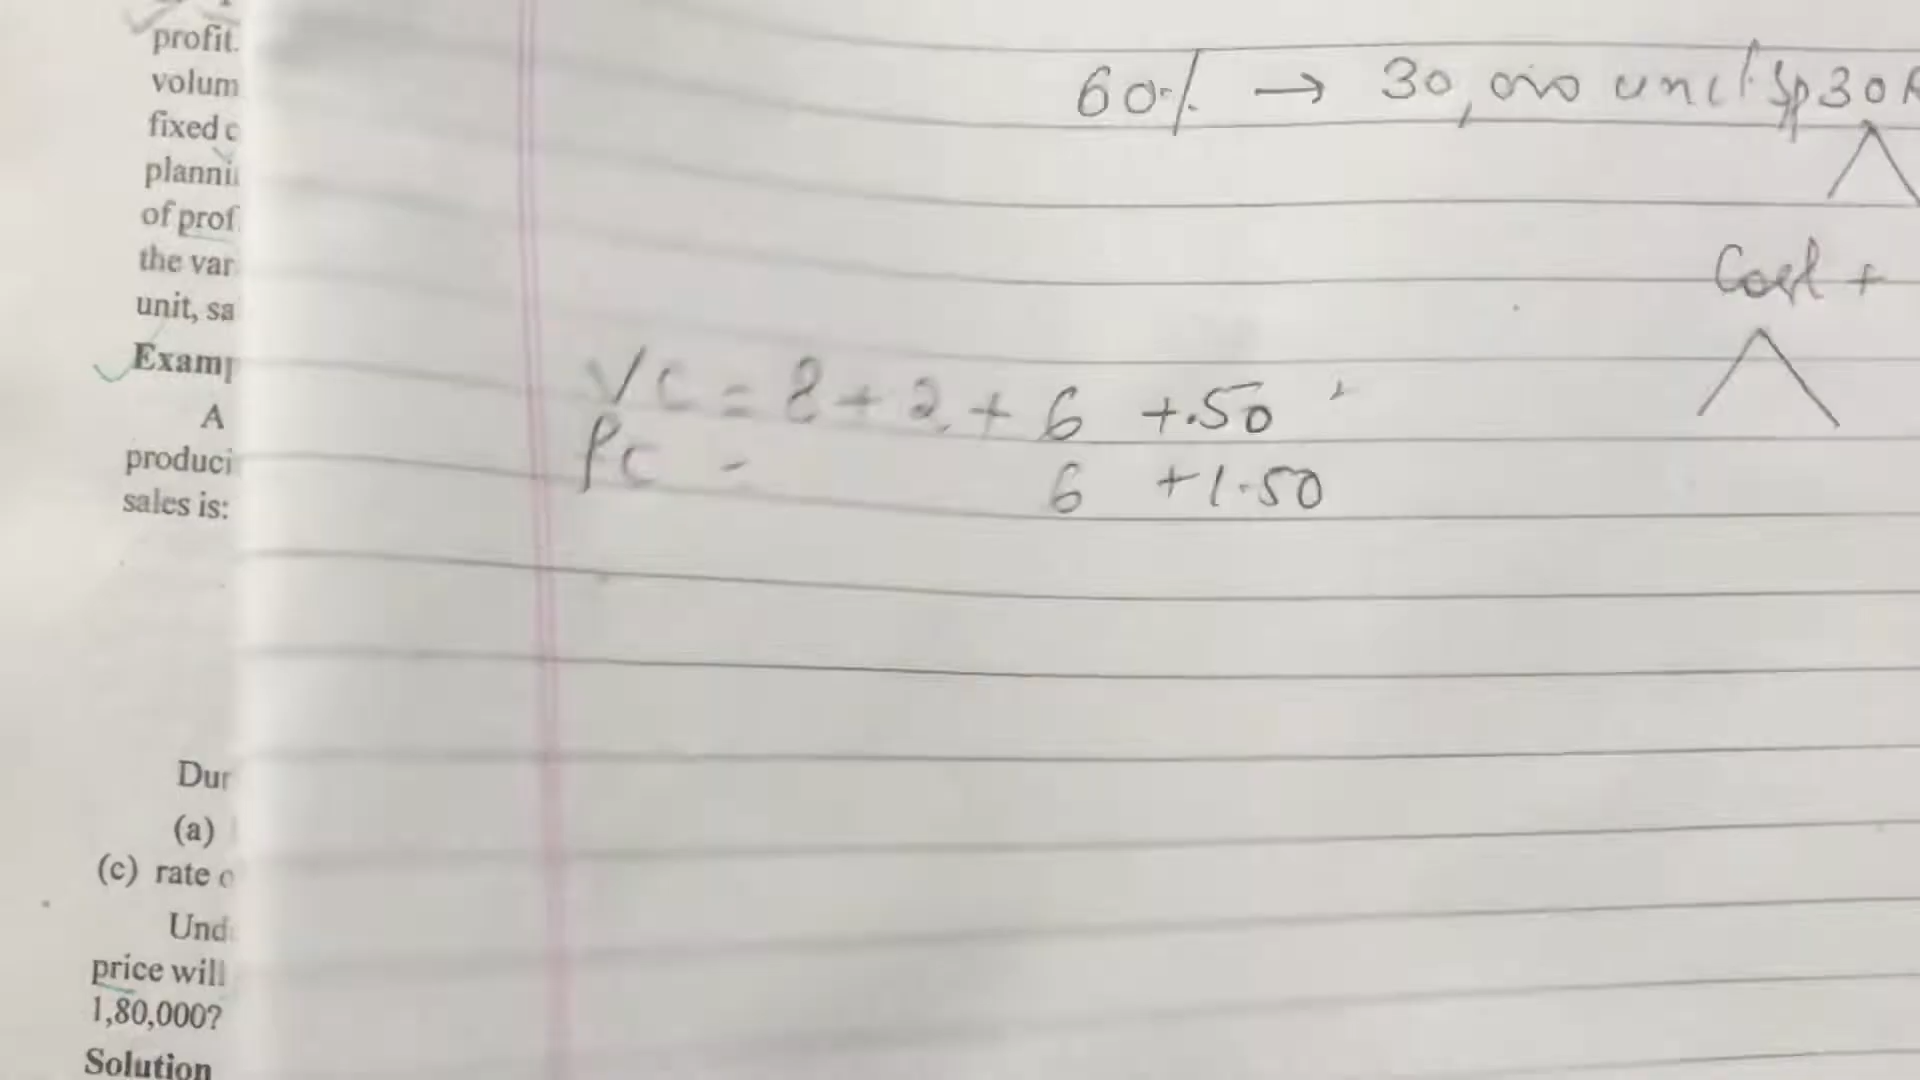 profit.
volum
fixed c
planni
of prof
the var
unit, sa
Examp
A
produci
sales is:
Dur
(a)
(c) rate o
Und
price will
1,80,000?
Solution
60% → 30,000 unit Sp 30
Cost +
VC = 8 + 2 + 6 + .50
FC - 6 + 1.50